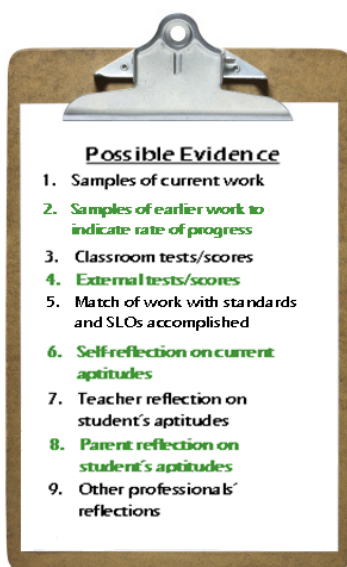 Possible Evidence
1. Samples of current work
2. Samples of earlier work to
indicate rate of progress
3. Classroom tests/scores
4. External tests/scores
5. Match of work with standards
and SLOs accomplished
6. Self-reflection on current
aptitudes
7. Teacher reflection on
student´s aptitudes
8. Parent reflection on
student´s aptitudes
9. Other professionals´
reflections